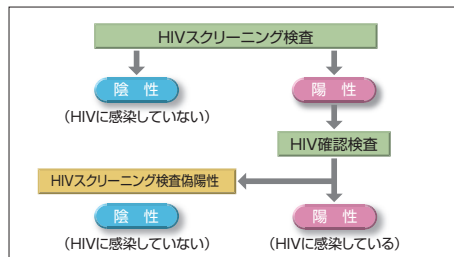 HIVスクリーニング検査
陰 性
陽 性
(HIVに感染していない)
HIV確認検査
HIVスクリーニング検査偽陽性
陰 性
陽 性
(HIVに感染していない)
(HIVに感染している)